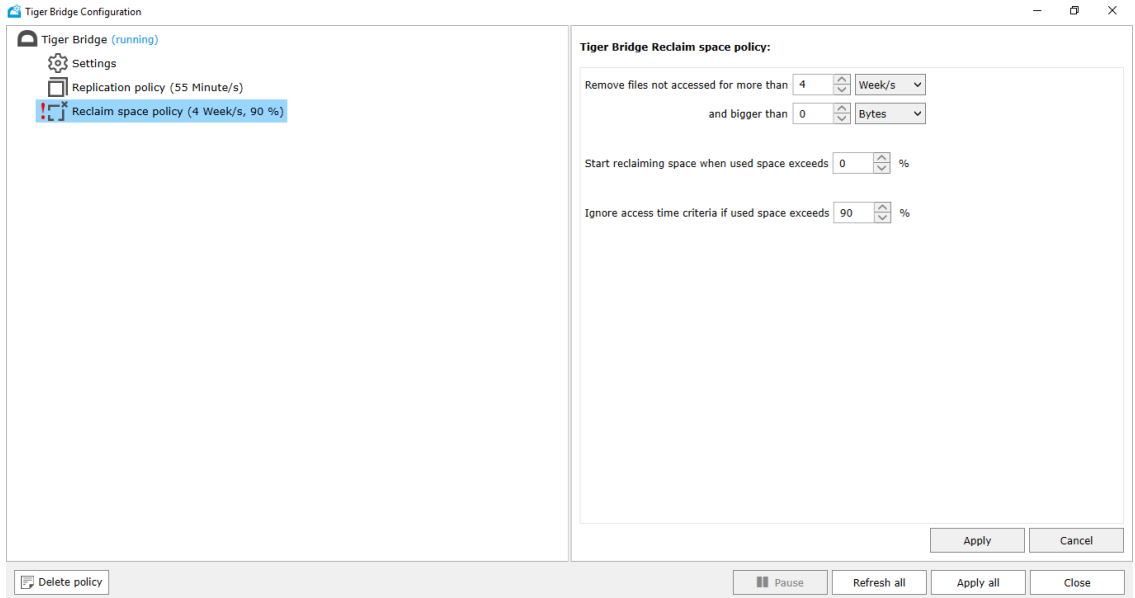 Tiger Bridge Configuration
Tiger Bridge (running)
Settings
Replication policy (55 Minute/s)
Reclaim space policy (4 Week/s, 90 %)
Tiger Bridge Reclaim space policy:
Remove files not accessed for more than 4 Week/s
and bigger than 0 Bytes
Start reclaiming space when used space exceeds 0 %
Ignore access time criteria if used space exceeds 90 %
Apply Cancel
Delete policy Pause Refresh all Apply all Close